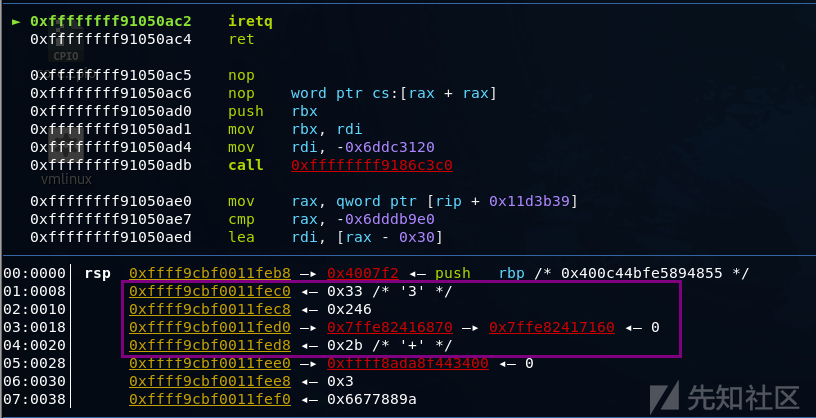 ► 0xffffffff91050ac2 iretq
0xffffffff91050ac4 ret
0xffffffff91050ac5 nop
0xffffffff91050ac6 nop word ptr cs:[rax + rax]
0xffffffff91050ad0 push rbx
0xffffffff91050ad1 mov rbx, rdi
0xffffffff91050ad4 mov rdi, -0x6ddc3120
0xffffffff91050adb call 0xffffffff9186c3c0
0xffffffff91050ae0 mov rax, qword ptr [rip + 0x11d3b39]
0xffffffff91050ae7 cmp rax, -0x6dddb9e0
0xffffffff91050aed lea rdi, [rax - 0x30]
CPIO
vmlinux
00:0000│ rsp 0xffff9cbf0011feb8 —▸ 0x4007f2 ◂— push rbp /* 0x400c44bfe5894855 */
01:0008│ 0xffff9cbf0011fec0 ◂— 0x33 /* '3' */
02:0010│ 0xffff9cbf0011fec8 ◂— 0x246
03:0018│ 0xffff9cbf0011fed0 —▸ 0x7ffe82416870 —▸ 0x7ffe82417160 ◂— 0
04:0020│ 0xffff9cbf0011fed8 ◂— 0x2b /* '+' */
05:0028│ 0xffff9cbf0011fee0 —▸ 0xffff8ada8f443400 ◂— 0
06:0030│ 0xffff9cbf0011fee8 ◂— 0x3
07:0038│ 0xffff9cbf0011fef0 ◂— 0x6677889a
先知社区